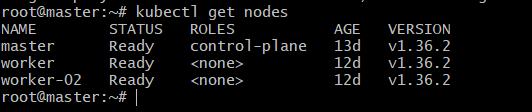 root@master:~# kubectl get nodes
NAME        STATUS   ROLES           AGE   VERSION
master      Ready    control-plane   13d   v1.36.2
worker      Ready    <none>          12d   v1.36.2
worker-02   Ready    <none>          12d   v1.36.2
root@master:~#